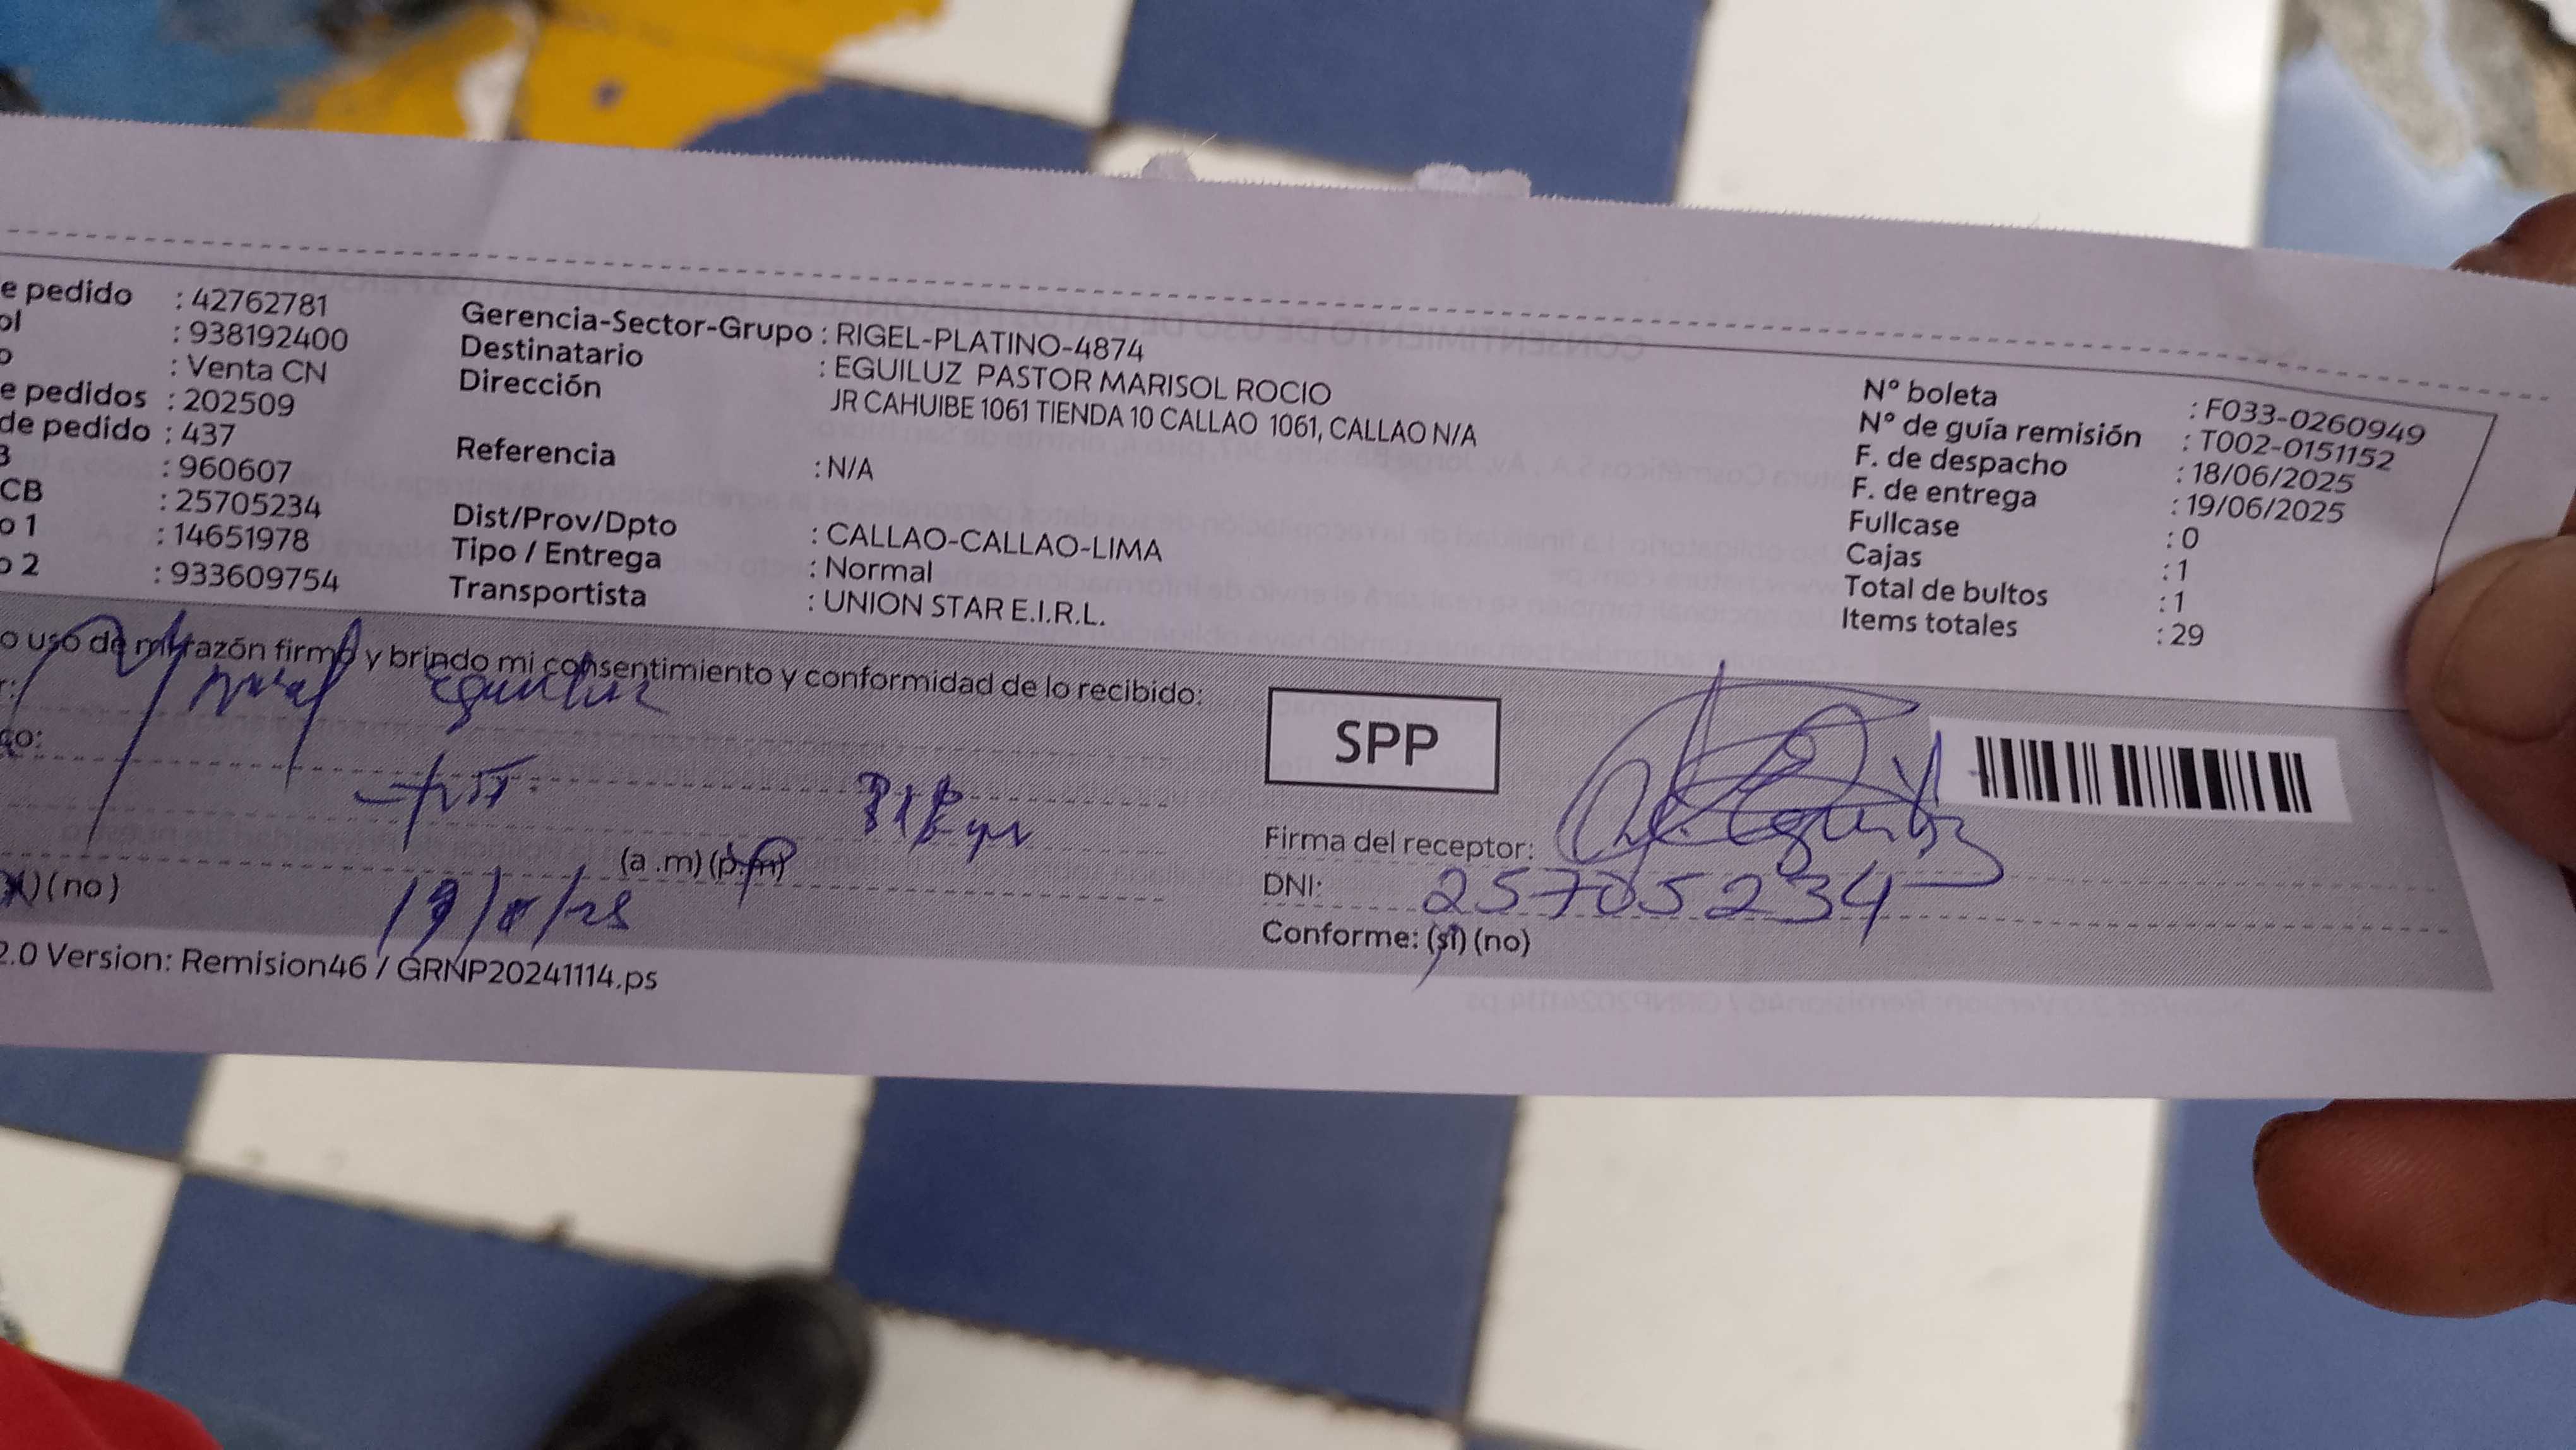 e pedido : 42762781
ol : 938192400
o : Venta CN
e pedidos : 202509
de pedido : 437
3 : 960607
CB : 25705234
o 1 : 14651978
o 2 : 933609754
Gerencia-Sector-Grupo : RIGEL-PLATINO-4874
Destinatario : EGUILUZ PASTOR MARISOL ROCIO
Dirección JR CAHUIBE 1061 TIENDA 10 CALLAO 1061, CALLAO N/A
Referencia : N/A
Dist/Prov/Dpto : CALLAO-CALLAO-LIMA
Tipo / Entrega : Normal
Transportista : UNION STAR E.I.R.L.
N° boleta : F033-0260949
N° de guía remisión : T002-0151152
F. de despacho : 18/06/2025
F. de entrega : 19/06/2025
Fullcase : 0
Cajas : 1
Total de bultos : 1
Items totales : 29
o uso de mi razón firmo y brindo mi consentimiento y conformidad de lo recibido:
r:
go:
(a .m) (p.m)
(no)
SPP
Firma del receptor:
DNI: 25705234
Conforme: (si) (no)
2.0 Version: Remision46 / GRNP20241114.ps